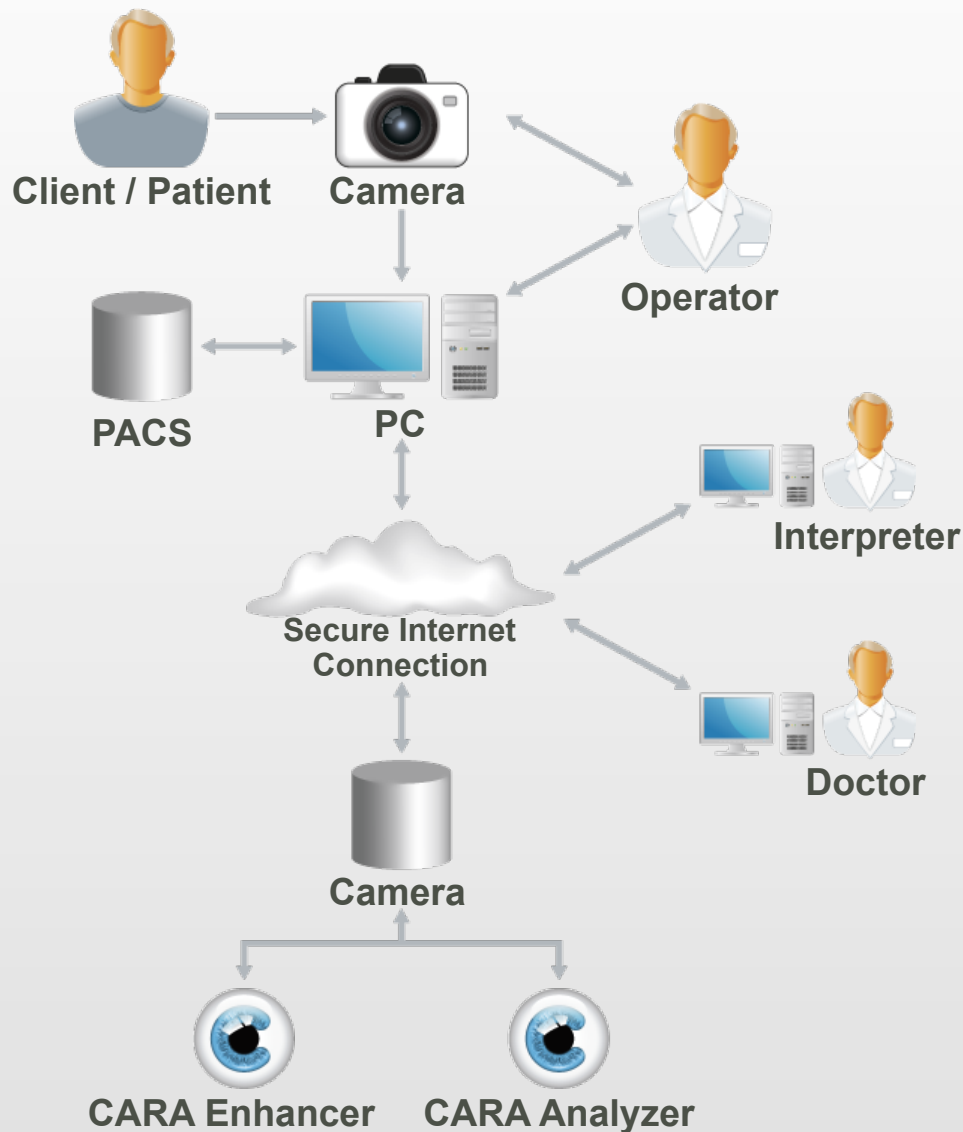 Client / Patient
Camera
Operator
PACS
PC
Interpreter
Secure Internet
Connection
Doctor
Camera
CARA Enhancer
CARA Analyzer